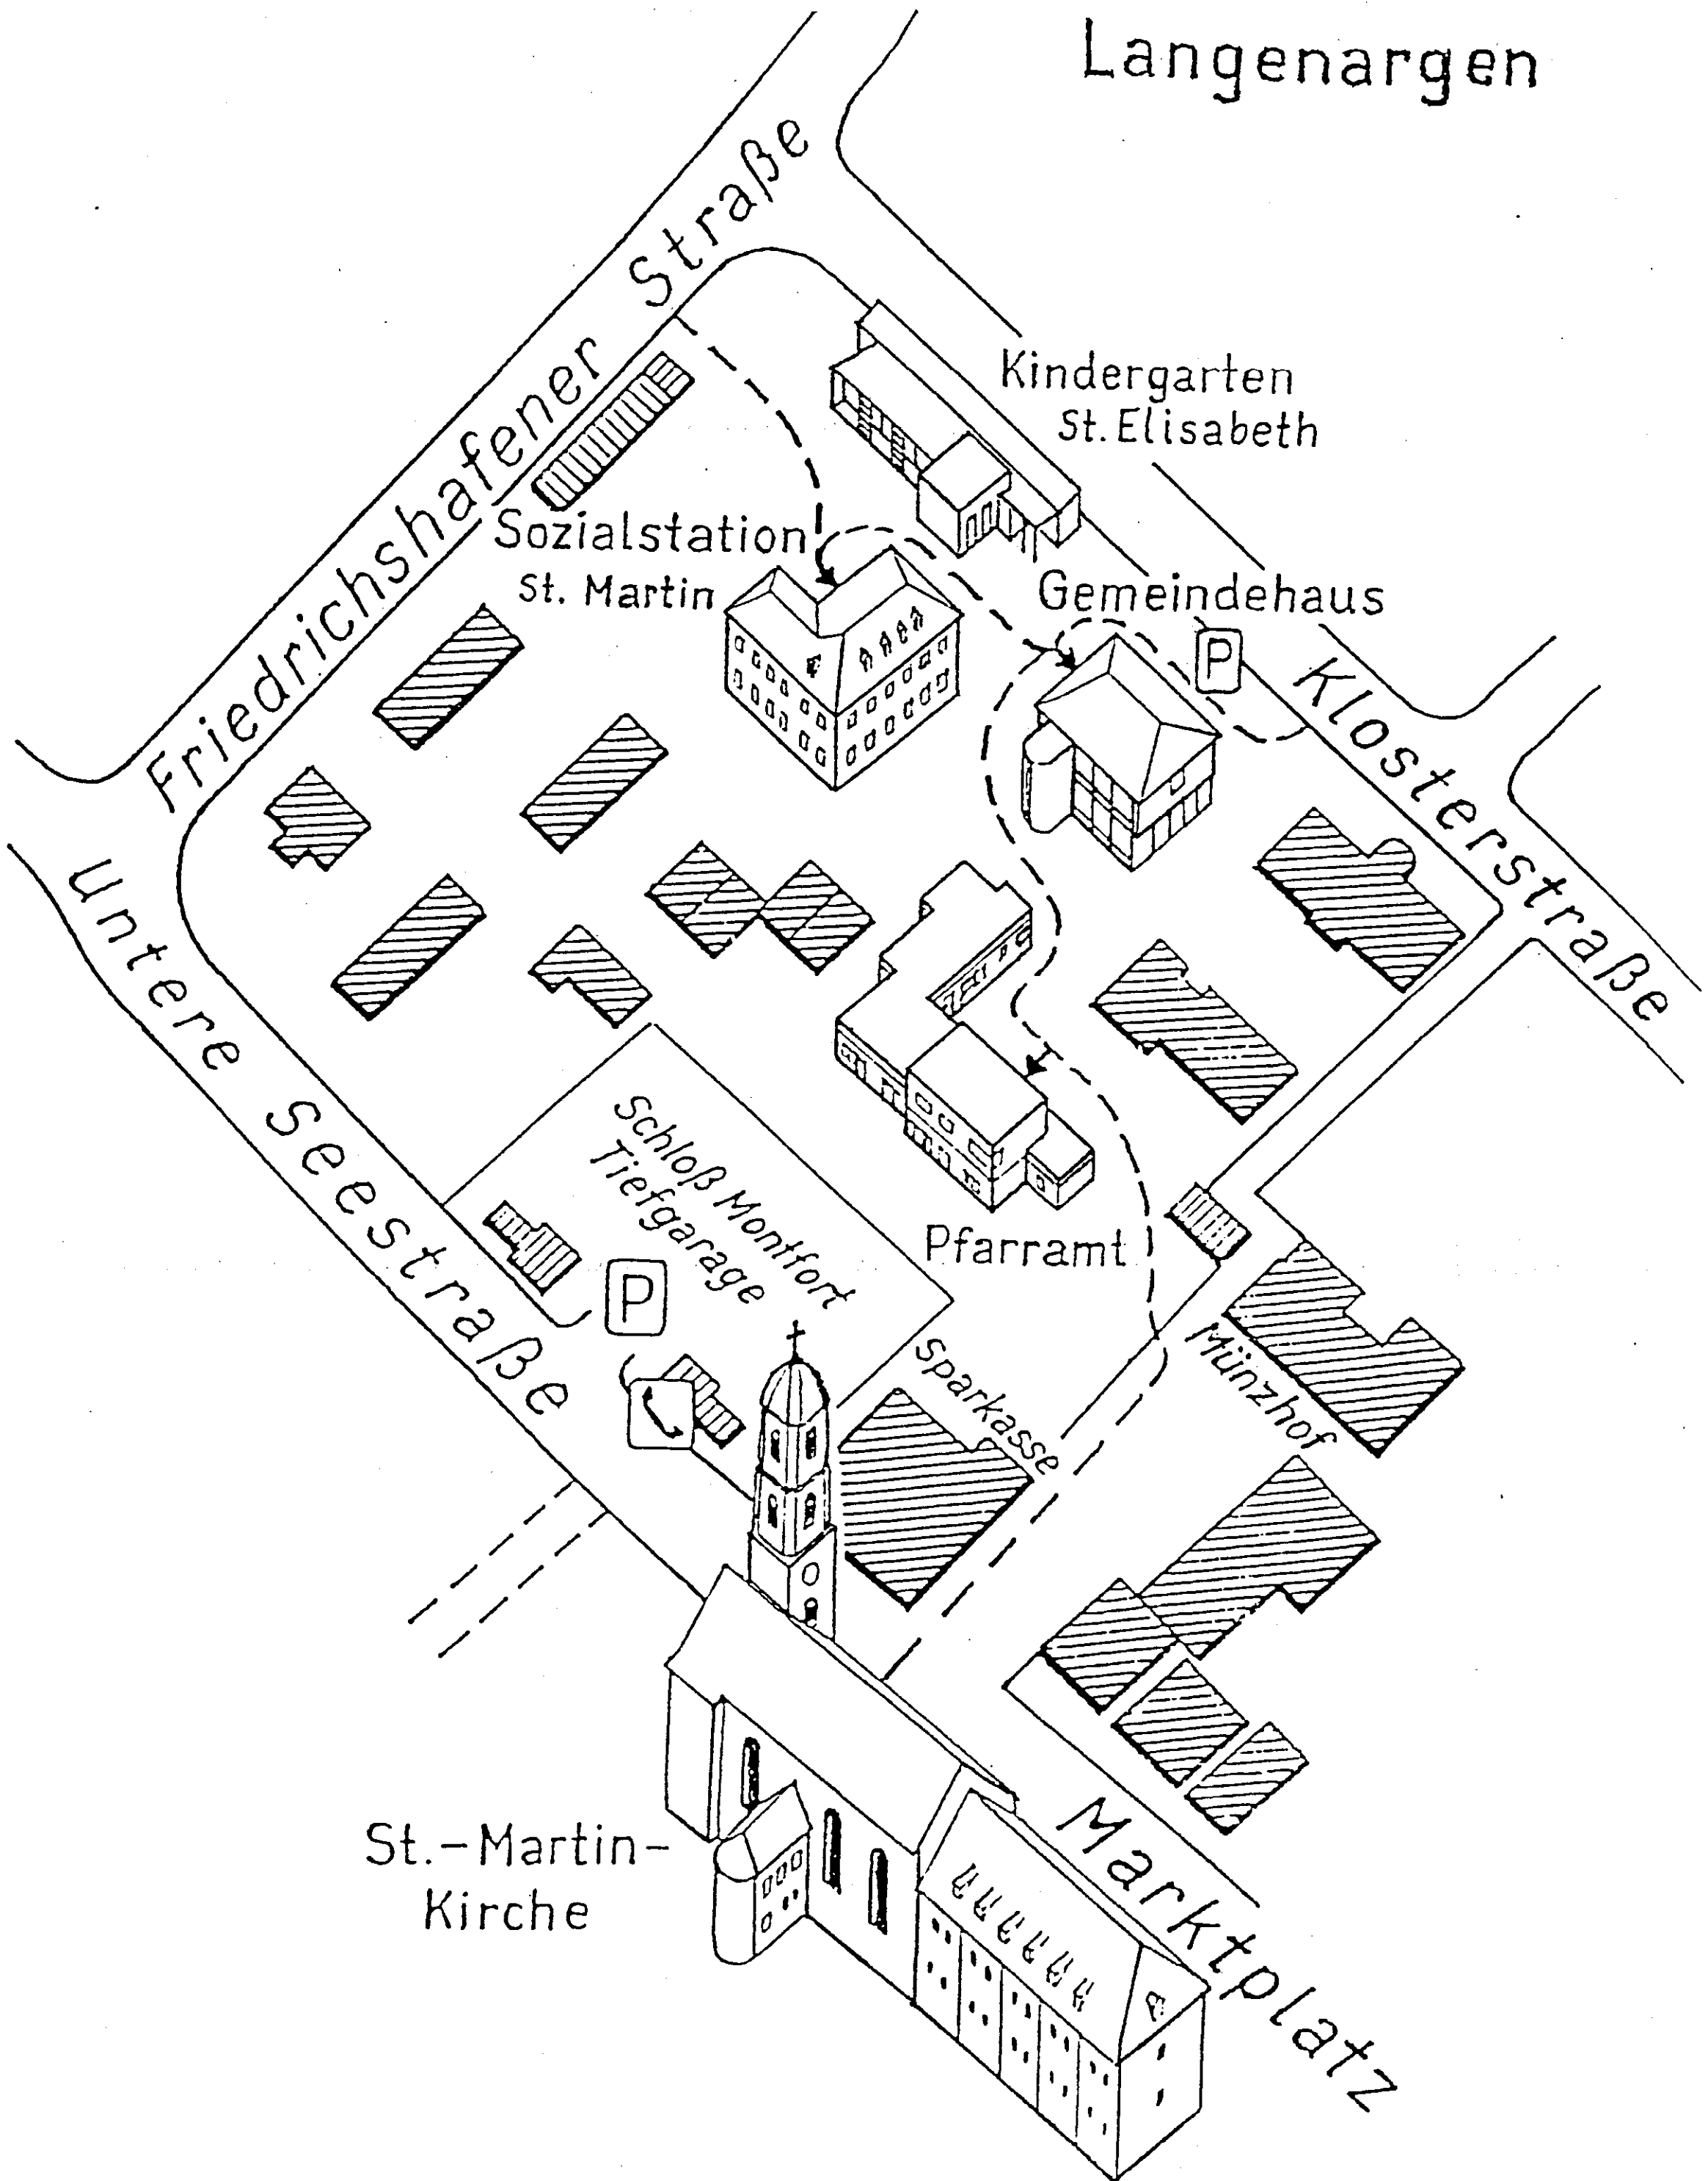 Langenargen
Friedrichshafener Straße
Kindergarten
St. Elisabeth
Sozialstation
St. Martin
Gemeindehaus
P
Klosterstraße
Untere Seestraße
Schloß Montfort
Tiefgarage
P
Pfarramt
Sparkasse
Münzhof
St.-Martin-
Kirche
Marktplatz